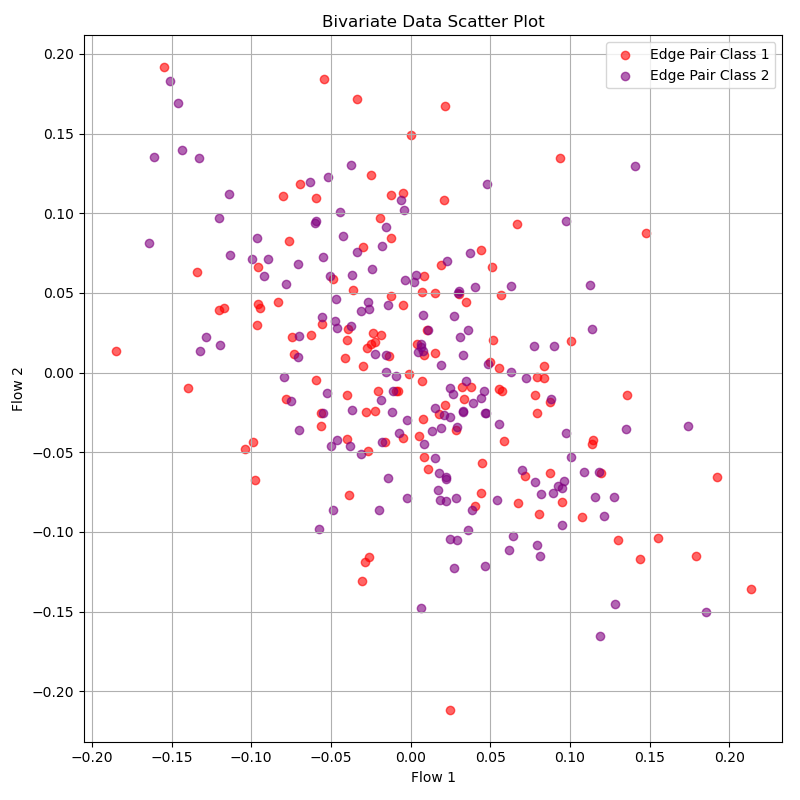 Bivariate Data Scatter Plot
Edge Pair Class 1
Edge Pair Class 2
0.20
0.15
0.10
0.05
0.00
−0.05
−0.10
−0.15
−0.20
Flow 2
−0.20 −0.15 −0.10 −0.05 0.00 0.05 0.10 0.15 0.20
Flow 1